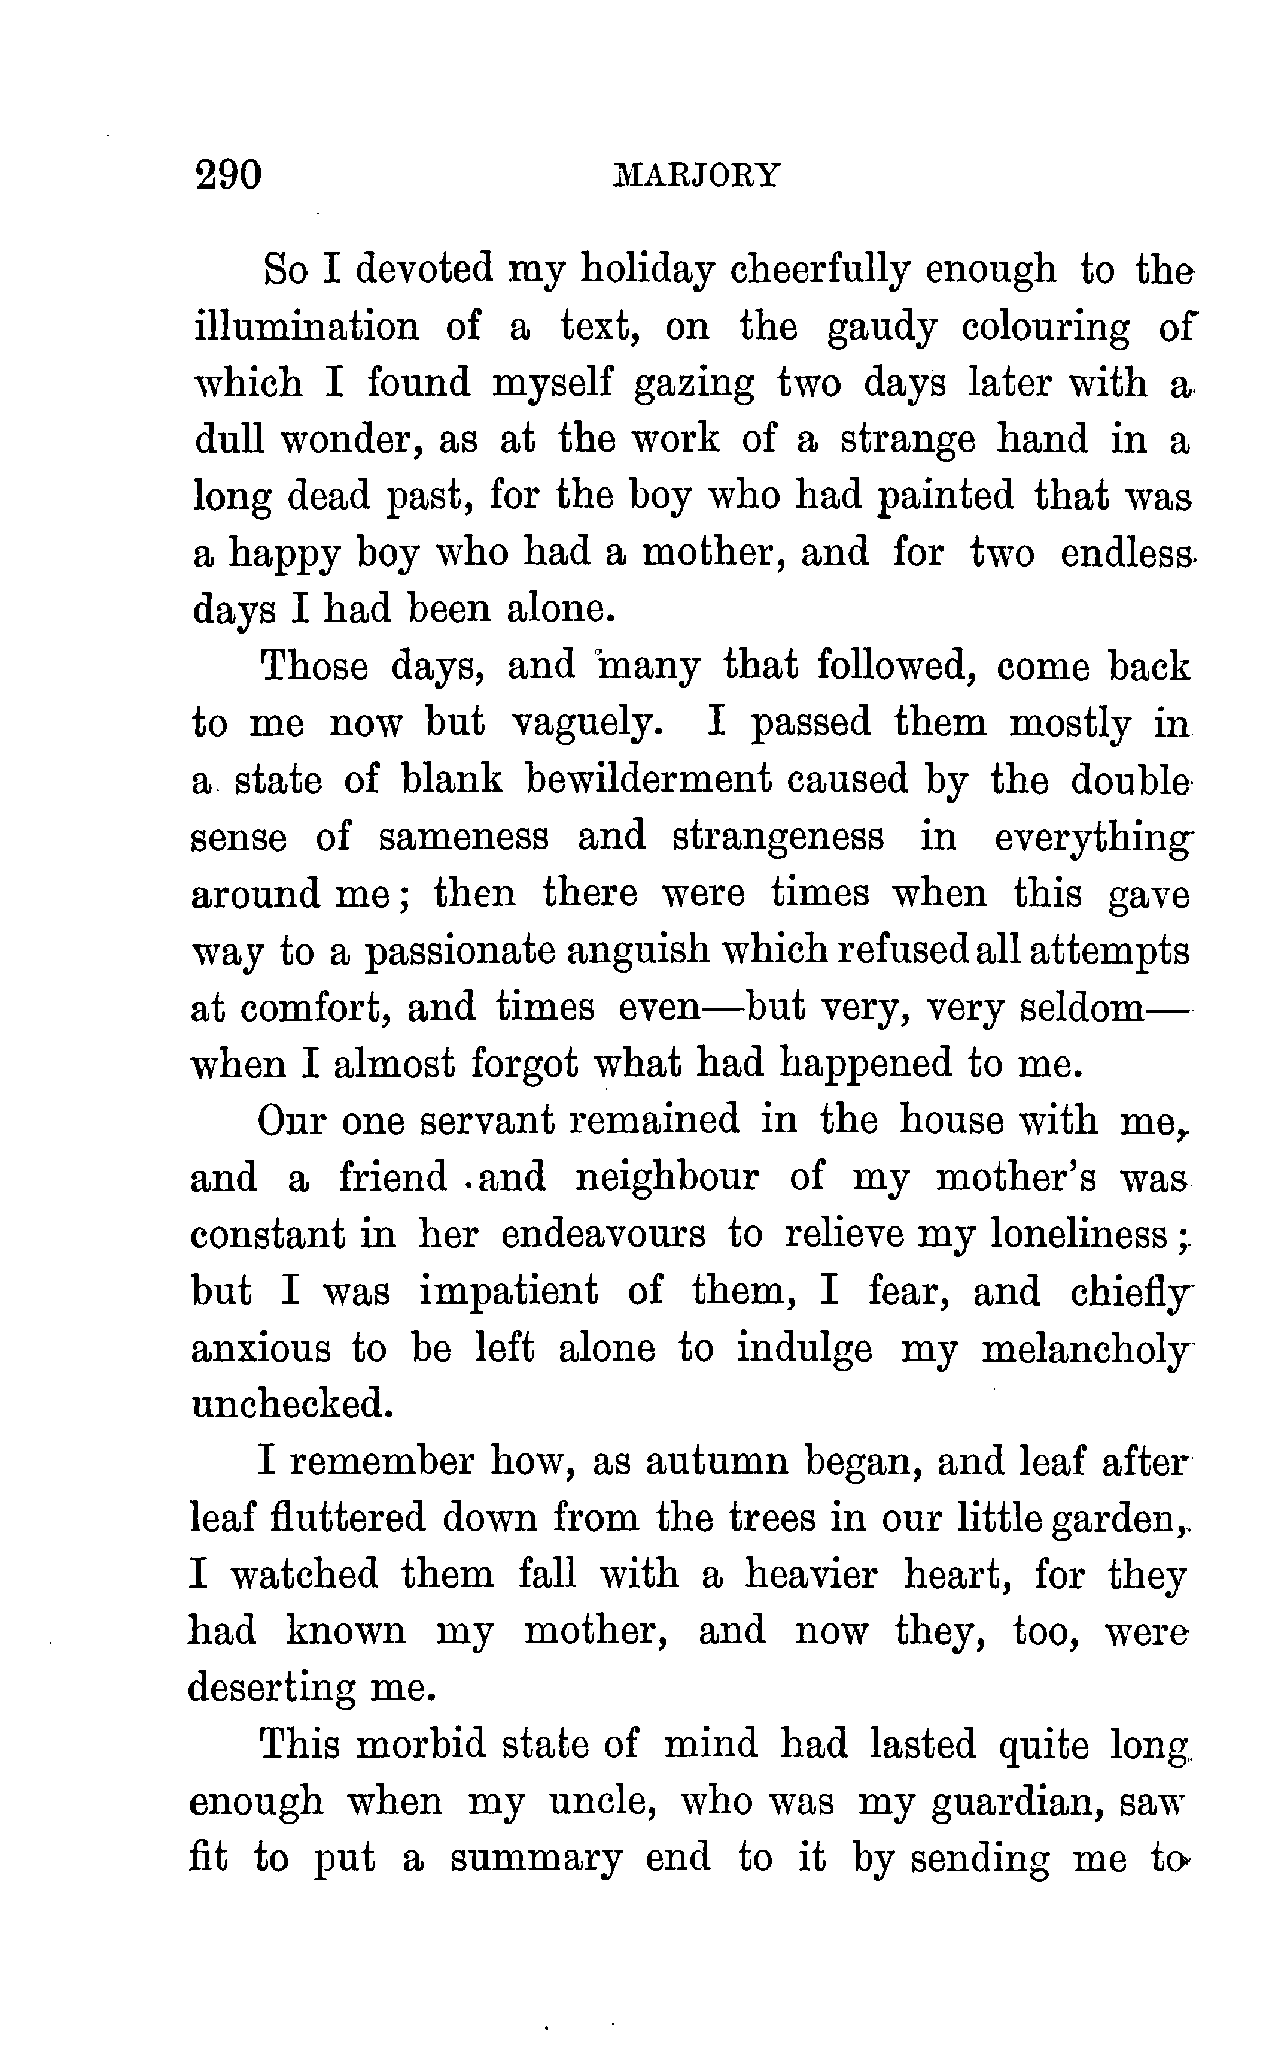 290 MARJORY
So I devoted my holiday cheerfully enough to the
illumination of a text, on the gaudy colouring of
which I found myself gazing two days later with a
dull wonder, as at the work of a strange hand in a
long dead past, for the boy who had painted that was
a happy boy who had a mother, and for two endless
days I had been alone.
Those days, and many that followed, come back
to me now but vaguely. I passed them mostly in
a state of blank bewilderment caused by the double
sense of sameness and strangeness in everything
around me; then there were times when this gave
way to a passionate anguish which refused all attempts
at comfort, and times even—but very, very seldom—
when I almost forgot what had happened to me.
Our one servant remained in the house with me,
and a friend and neighbour of my mother's was
constant in her endeavours to relieve my loneliness;
but I was impatient of them, I fear, and chiefly
anxious to be left alone to indulge my melancholy
unchecked.
I remember how, as autumn began, and leaf after
leaf fluttered down from the trees in our little garden,
I watched them fall with a heavier heart, for they
had known my mother, and now they, too, were
deserting me.
This morbid state of mind had lasted quite long
enough when my uncle, who was my guardian, saw
fit to put a summary end to it by sending me to